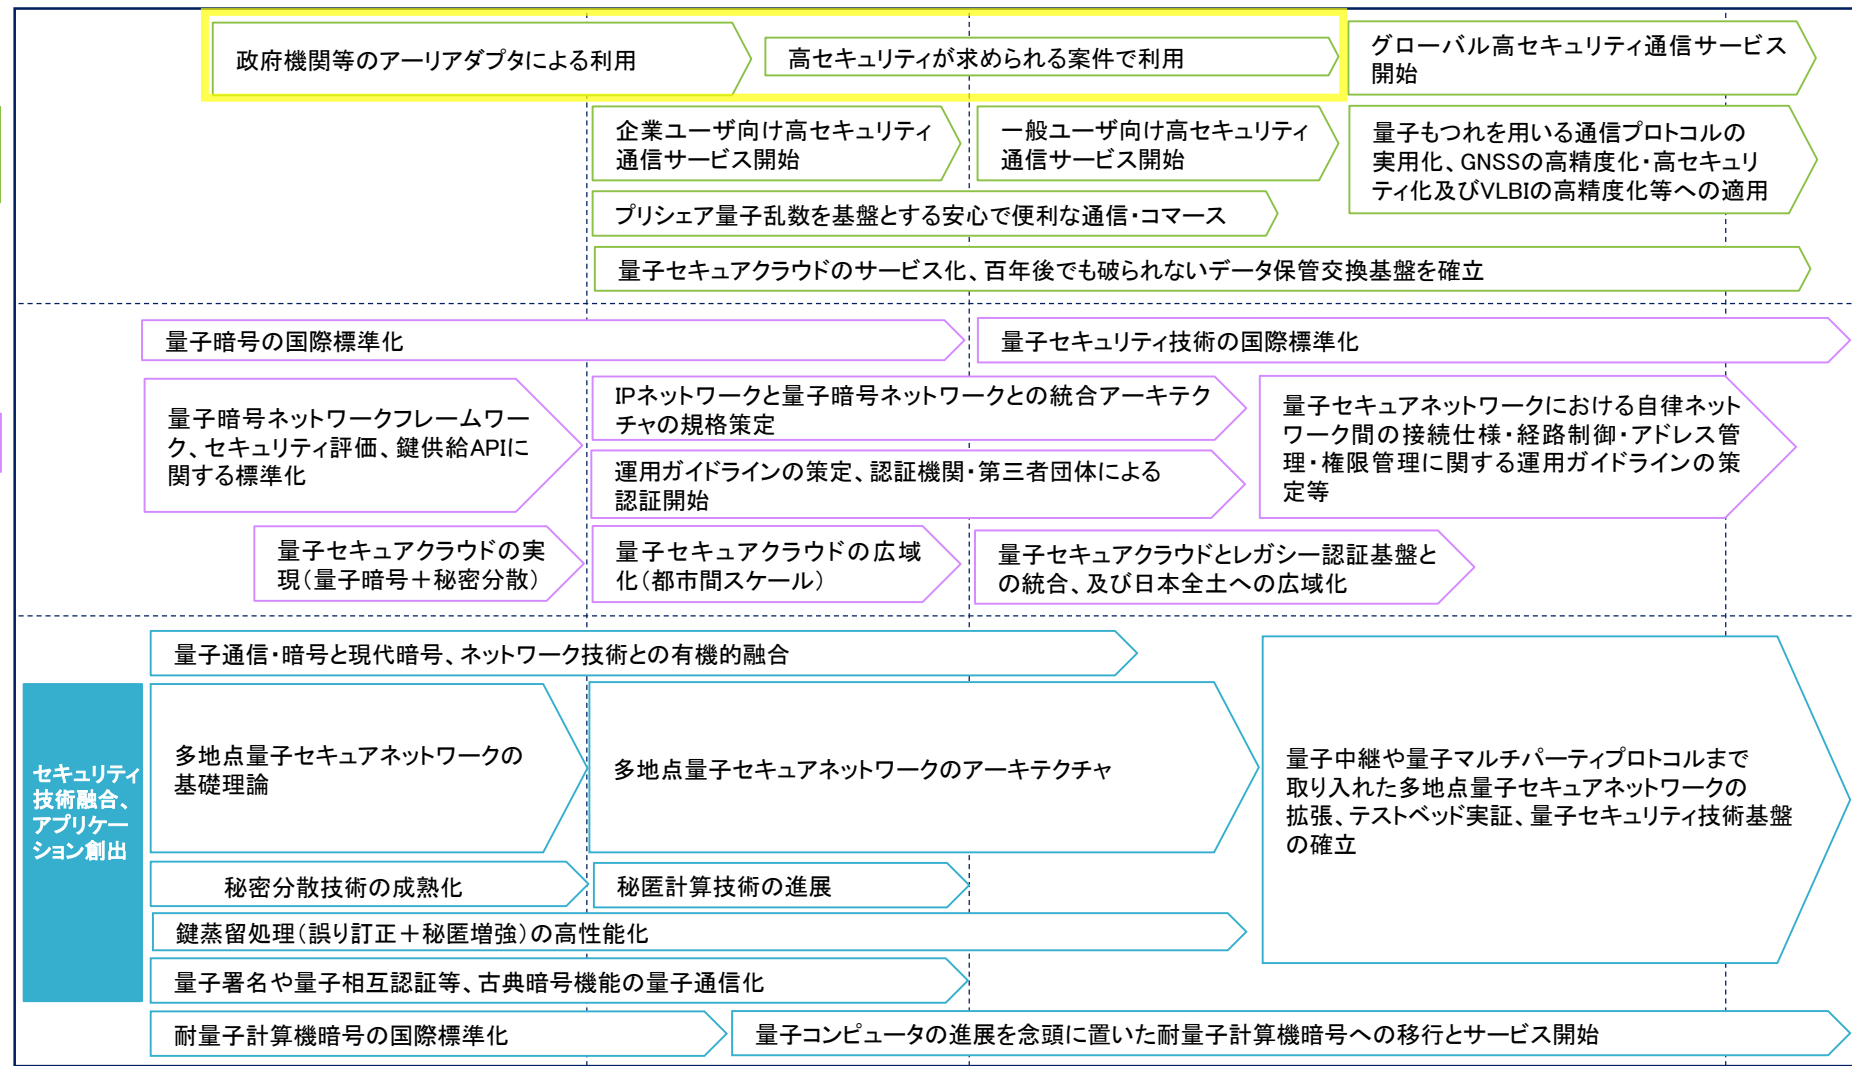 政府機関等のアーリアダプタによる利用
高セキュリティが求められる案件で利用
グローバル高セキュリティ通信サービス
開始
企業ユーザ向け高セキュリティ
通信サービス開始
一般ユーザ向け高セキュリティ
通信サービス開始
量子もつれを用いる通信プロトコルの
実用化、GNSSの高精度化・高セキュリ
ティ化及びVLBIの高精度化等への適用
プリシェア量子乱数を基盤とする安心で便利な通信・コマース
量子セキュアクラウドのサービス化、百年後でも破られないデータ保管交換基盤を確立
量子暗号の国際標準化
量子セキュリティ技術の国際標準化
量子暗号ネットワークフレームワー
ク、セキュリティ評価、鍵供給APIに
関する標準化
IPネットワークと量子暗号ネットワークとの統合アーキテク
チャの規格策定
運用ガイドラインの策定、認証機関・第三者団体による
認証開始
量子セキュアネットワークにおける自律ネット
ワーク間の接続仕様・経路制御・アドレス管
理・権限管理に関する運用ガイドラインの策
定等
量子セキュアクラウドの実
現(量子暗号+秘密分散)
量子セキュアクラウドの広域
化(都市間スケール)
量子セキュアクラウドとレガシー認証基盤と
の統合、及び日本全土への広域化
セキュリティ
技術融合、
アプリケー
ション創出
量子通信・暗号と現代暗号、ネットワーク技術との有機的融合
多地点量子セキュアネットワークの
基礎理論
多地点量子セキュアネットワークのアーキテクチャ
量子中継や量子マルチパーティプロトコルまで
取り入れた多地点量子セキュアネットワークの
拡張、テストベッド実証、量子セキュリティ技術基盤
の確立
秘密分散技術の成熟化
秘匿計算技術の進展
鍵蒸留処理(誤り訂正+秘匿増強)の高性能化
量子署名や量子相互認証等、古典暗号機能の量子通信化
耐量子計算機暗号の国際標準化
量子コンピュータの進展を念頭に置いた耐量子計算機暗号への移行とサービス開始